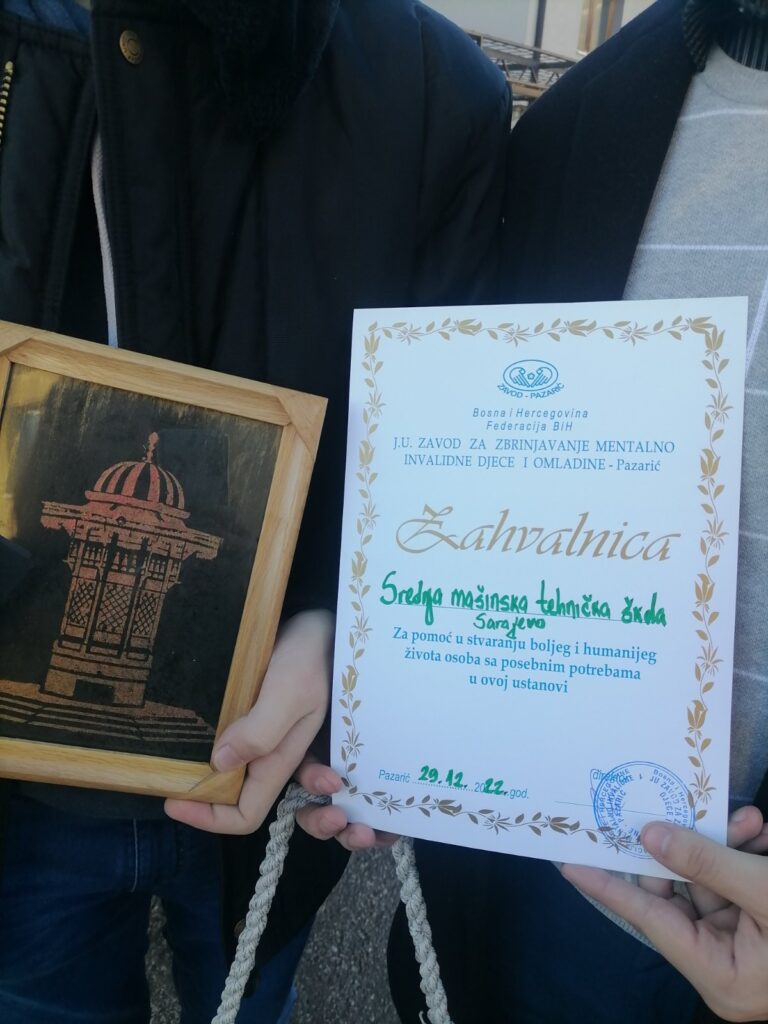 ZAVOD - PAZARIĆ
Bosna i Hercegovina
Federacija BiH
J.U. ZAVOD ZA ZBRINJAVANJE MENTALNO
INVALIDNE DJECE I OMLADINE - Pazarić
Zahvalnica
Srednja mašinska tehnička škola
Sarajevo
Za pomoć u stvaranju boljeg i humanijeg
života osoba sa posebnim potrebama
u ovoj ustanovi
Pazarić 29.12. 2022. god.
direktor